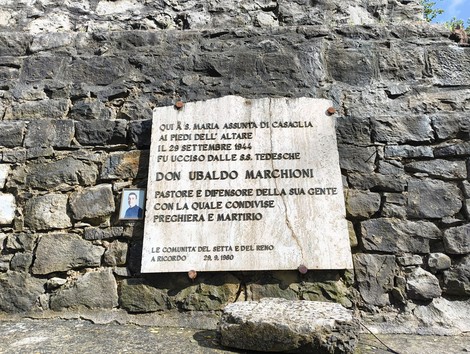 QUI A S. MARIA ASSUNTA DI CASAGLIA
AI PIEDI DELL' ALTARE
IL 29 SETTEMBRE 1944
FU UCCISO DALLE S.S. TEDESCHE
DON UBALDO MARCHIONI
PASTORE E DIFENSORE DELLA SUA GENTE
CON LA QUALE CONDIVISE
PREGHIERA E MARTIRIO
LE COMUNITA' DEL SETTA E DEL RENO
A RICORDO 29.9.1980